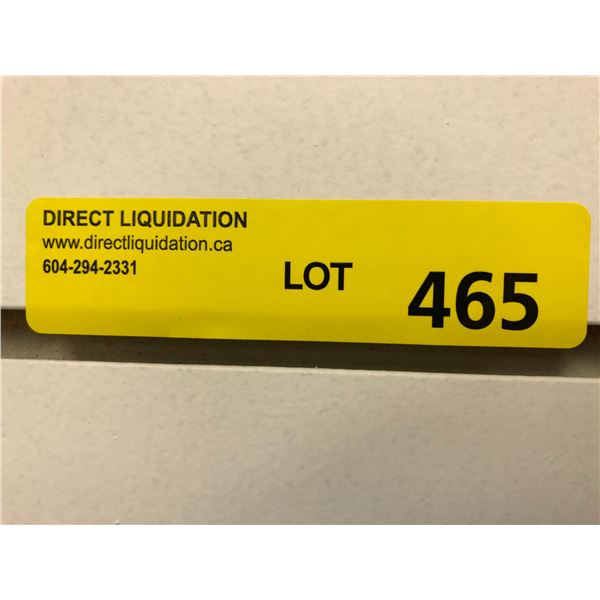 DIRECT LIQUIDATION
www.directliquidation.ca
604-294-2331
LOT 465